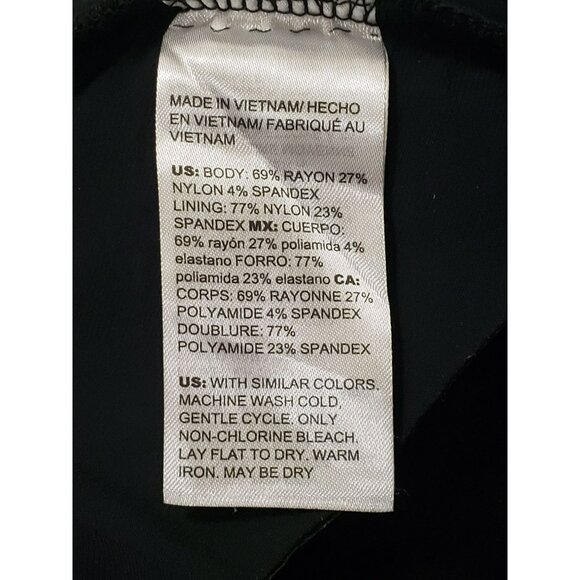 MADE IN VIETNAM/ HECHO
EN VIETNAM/ FABRIQUÉ AU
VIETNAM
US: BODY: 69% RAYON 27%
NYLON 4% SPANDEX
LINING: 77% NYLON 23%
SPANDEX MX: CUERPO:
69% rayón 27% poliamida 4%
elastano FORRO: 77%
poliamida 23% elastano CA:
CORPS: 69% RAYONNE 27%
POLYAMIDE 4% SPANDEX
DOUBLURE: 77%
POLYAMIDE 23% SPANDEX
US: WITH SIMILAR COLORS.
MACHINE WASH COLD,
GENTLE CYCLE. ONLY
NON-CHLORINE BLEACH.
LAY FLAT TO DRY. WARM
IRON. MAY BE DRY